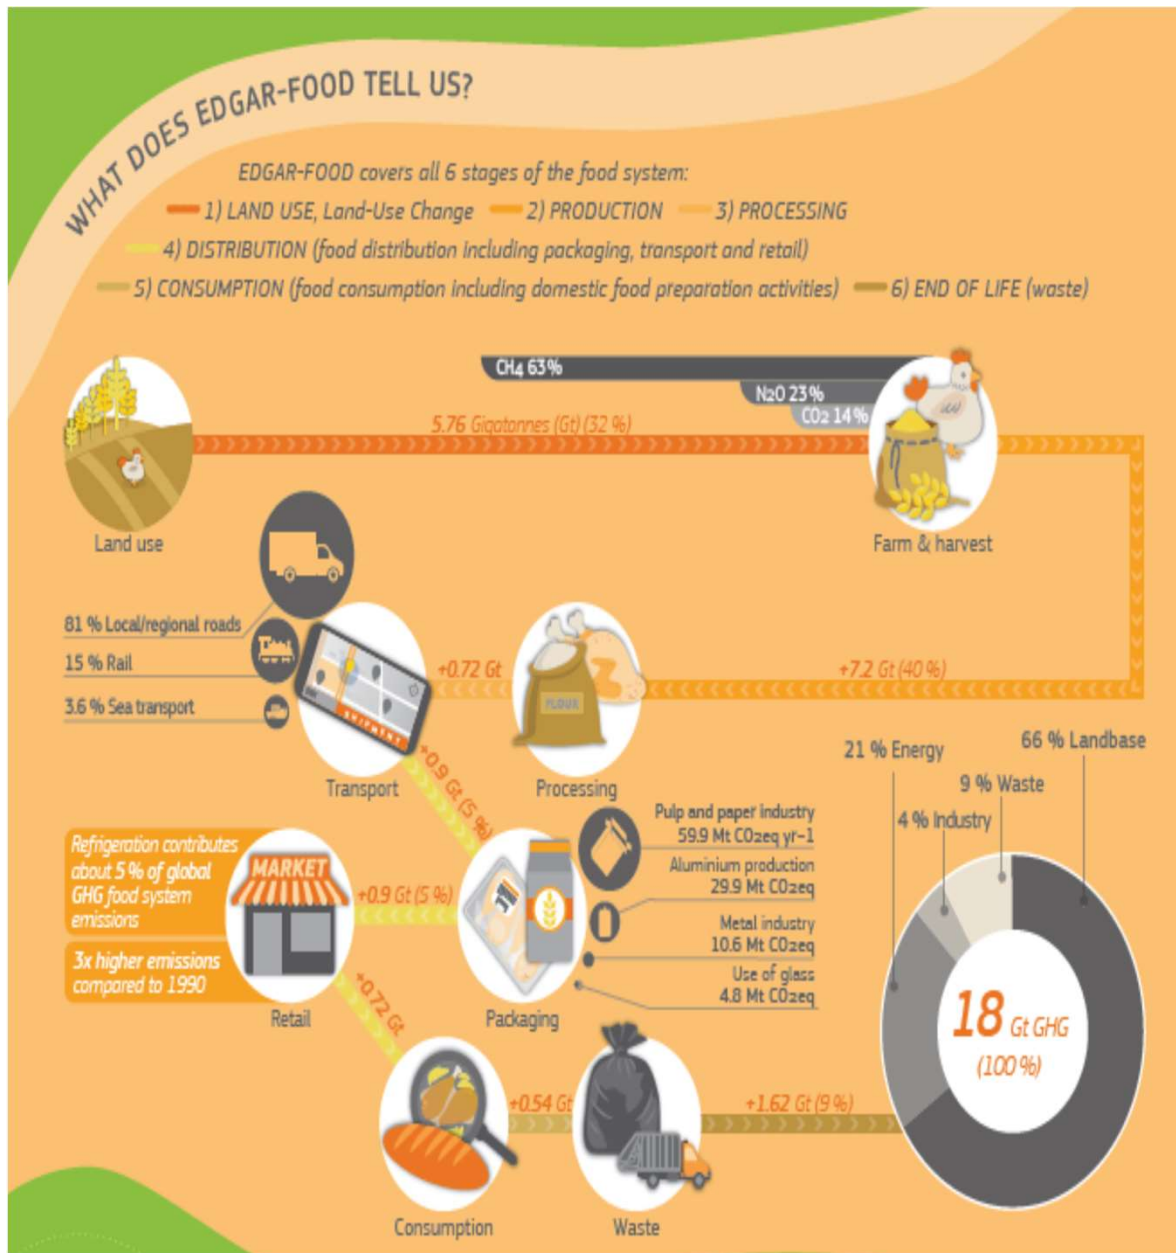 WHAT DOES EDGAR-FOOD TELL US?
EDGAR-FOOD covers all 6 stages of the food system:
1) LAND USE, Land-Use Change 2) PRODUCTION 3) PROCESSING
4) DISTRIBUTION (food distribution including packaging, transport and retail)
5) CONSUMPTION (food consumption including domestic food preparation activities) 6) END OF LIFE (waste)
CH4 63%
N2O 23%
CO2 14%
5.76 Gigatonnes (Gt) (32 %)
Land use
Farm & harvest
81 % Local/regional roads
15 % Rail
3.6 % Sea transport
SHIPMENT
+0.72 Gt
FLOUR
+7.2 Gt (40 %)
Transport
Processing
+0.9 Gt (5 %)
21 % Energy
66 % Landbase
9 % Waste
4 % Industry
Pulp and paper industry
59.9 Mt CO2eq yr-1
Aluminium production
29.9 Mt CO2eq
Metal industry
10.6 Mt CO2eq
Use of glass
4.8 Mt CO2eq
Refrigeration contributes
about 5 % of global
GHG food system
emissions
3x higher emissions
compared to 1990
MARKET
+0.9 Gt (5 %)
Retail
Packaging
+0.72 Gt
18 Gt GHG
(100 %)
+0.54 Gt
+1.62 Gt (9 %)
Consumption
Waste